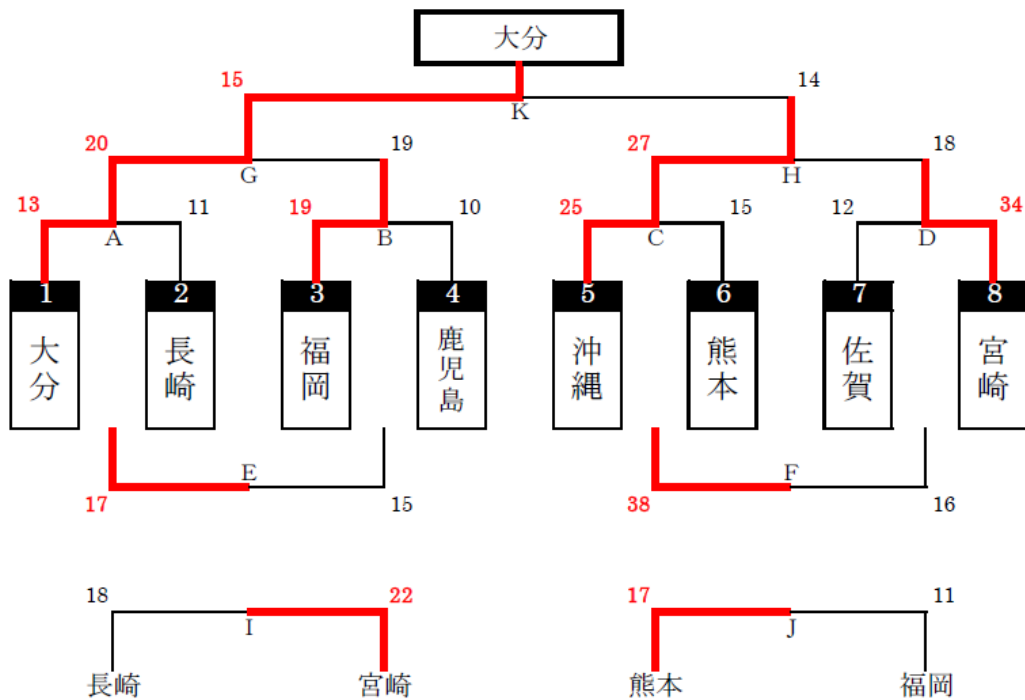 大分
15 14
K
20 19 27 18
G H
13 11 19 10 25 15 12 34
A B C D
1 2 3 4 5 6 7 8
大分 長崎 福岡 鹿児島 沖縄 熊本 佐賀 宮崎
E F
17 15 38 16
18 22 17 11
I J
長崎 宮崎 熊本 福岡